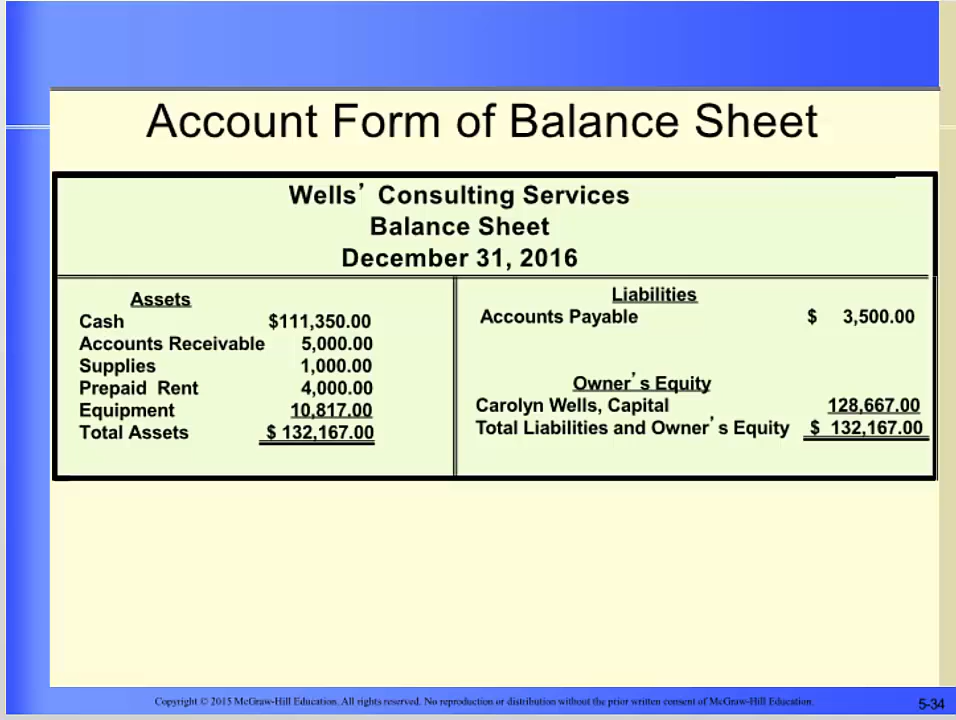 Account Form of Balance Sheet
Wells’ Consulting Services
Balance Sheet
December 31, 2016
Assets
Cash $111,350.00
Accounts Receivable 5,000.00
Supplies 1,000.00
Prepaid Rent 4,000.00
Equipment 10,817.00
Total Assets $ 132,167.00
Liabilities
Accounts Payable $ 3,500.00
Owner’s Equity
Carolyn Wells, Capital 128,667.00
Total Liabilities and Owner’s Equity $ 132,167.00
Copyright © 2015 McGraw-Hill Education. All rights reserved. No reproduction or distribution without the prior written consent of McGraw-Hill Education.
5-34